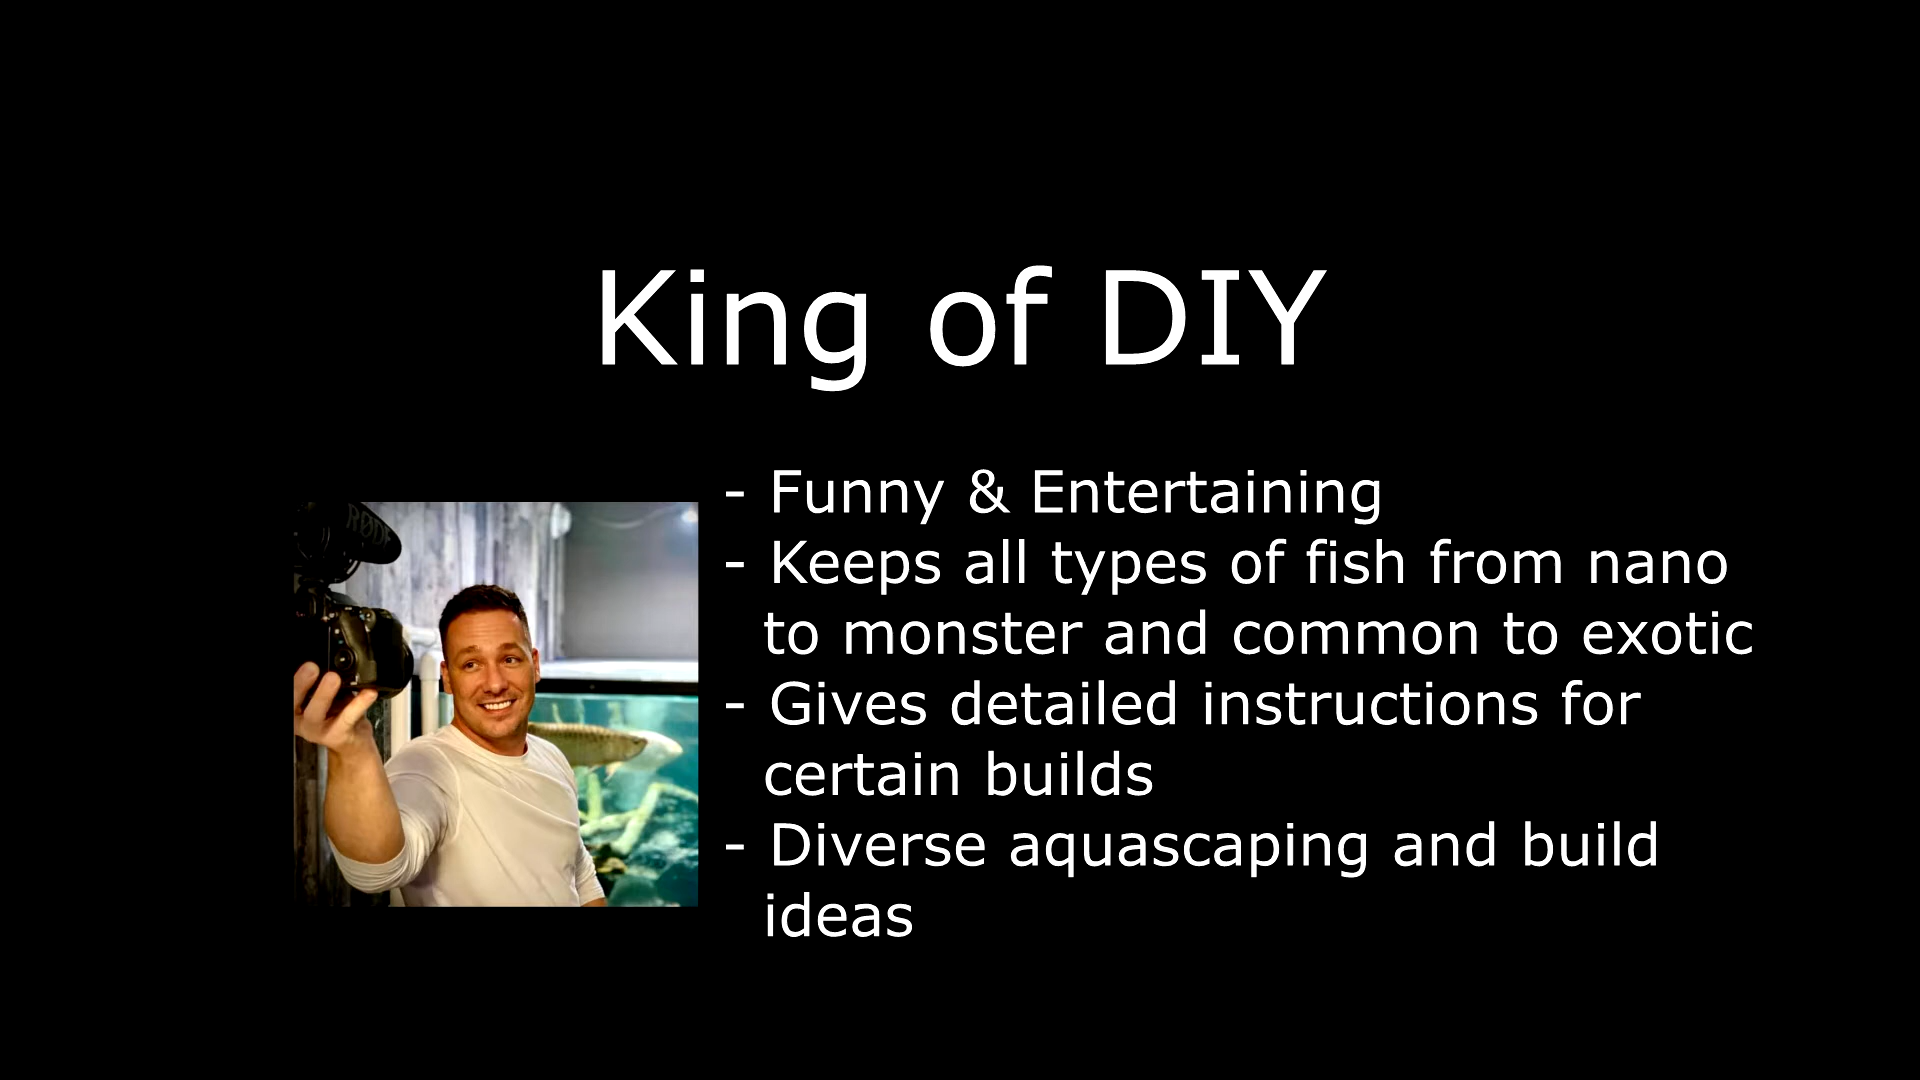 King of DIY
- Funny & Entertaining
- Keeps all types of fish from nano
to monster and common to exotic
- Gives detailed instructions for
certain builds
- Diverse aquascaping and build
ideas
RØDE